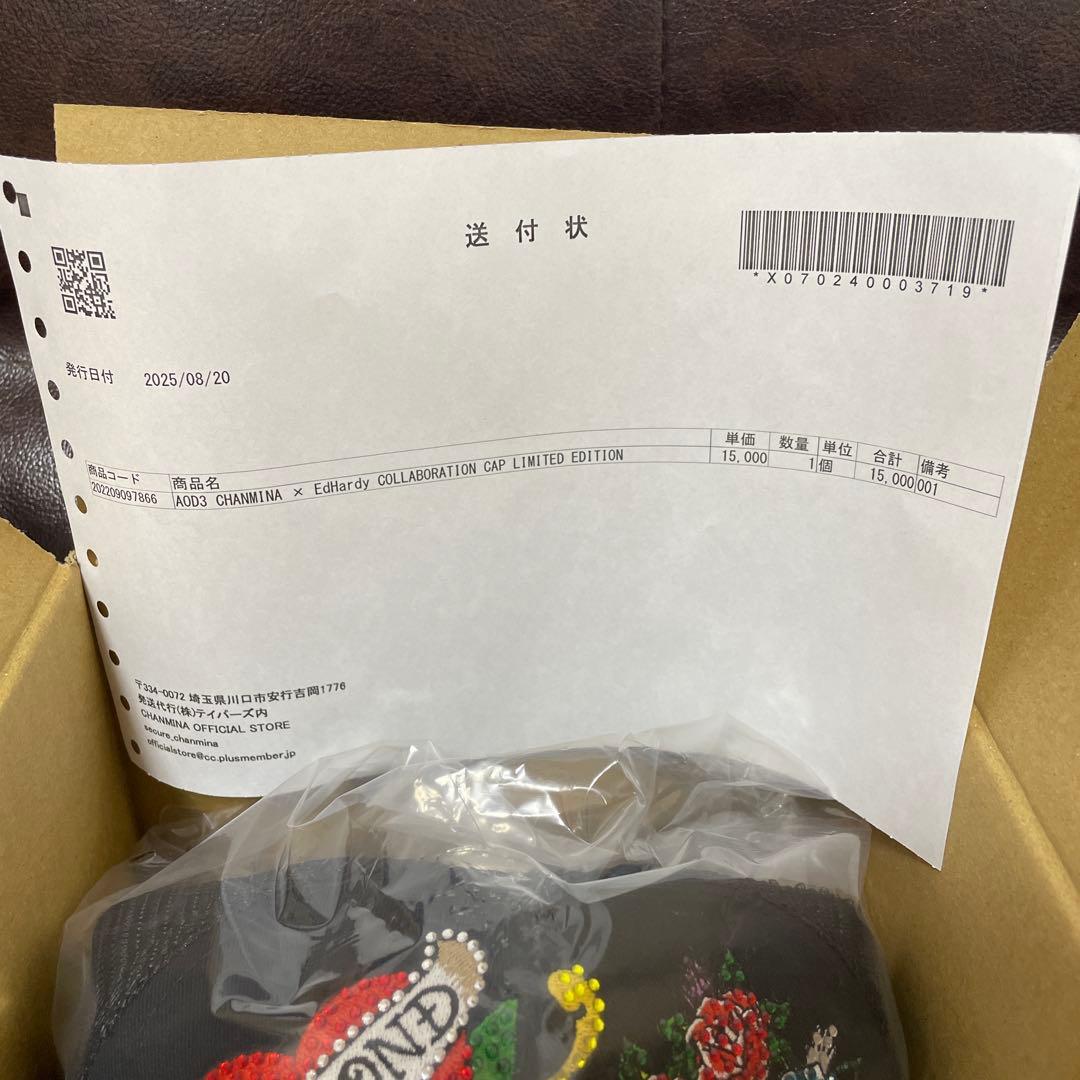 送 付 状
*X070240003719*
発行日付 2025/08/20
商品コード 商品名 単価 数量 単位 合計 備考
202209097866 AOD3 CHANMINA × EdHardy COLLABORATION CAP LIMITED EDITION 15,000 1 個 15,000 001
〒334-0072 埼玉県川口市安行吉岡1776
発送代行(株)テイパーズ内
CHANMINA OFFICIAL STORE
secure_chanmina
officialstore@cc.plusmember.jp